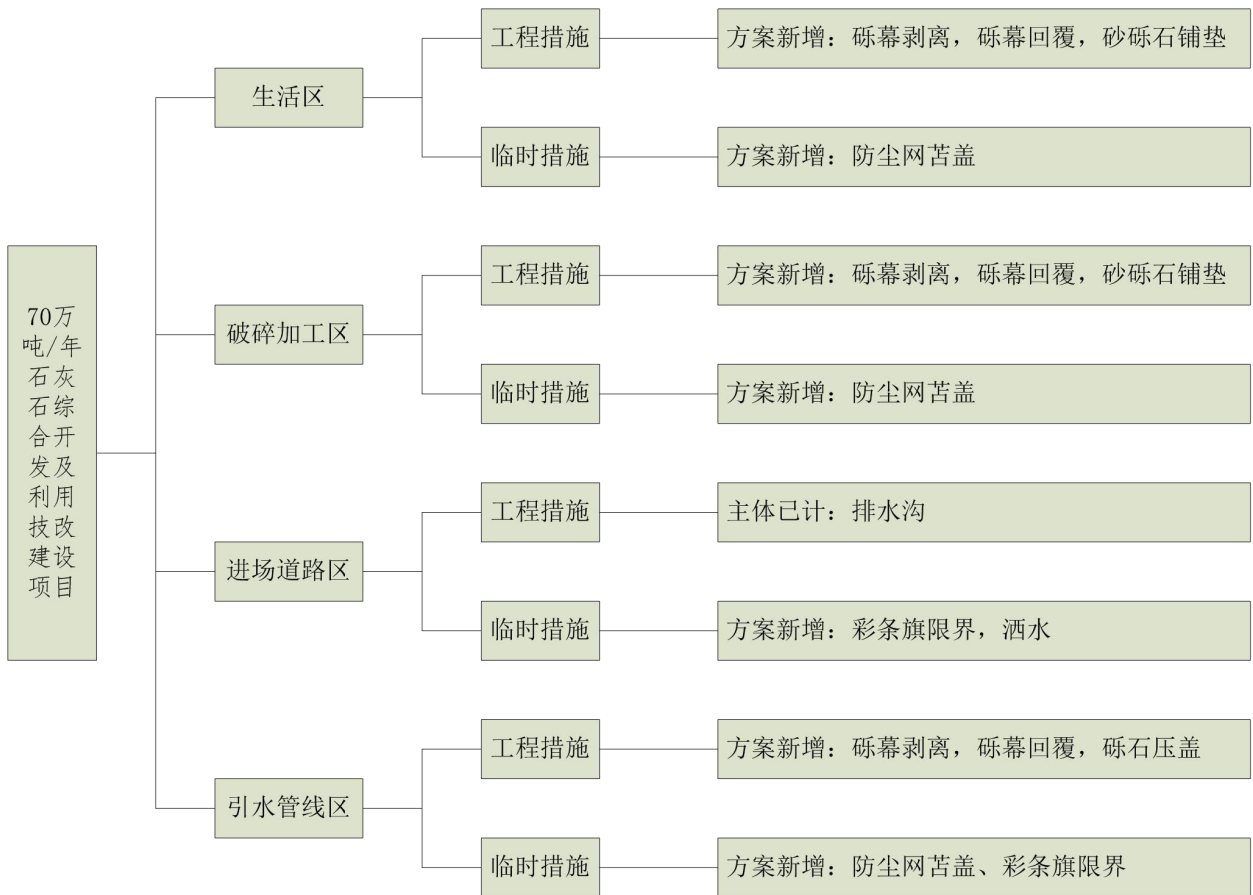 70万
吨/年
石灰
石综
合开
发及
利用
技改
建设
项目
生活区
工程措施
方案新增：砾幕剥离，砾幕回覆，砂砾石铺垫
临时措施
方案新增：防尘网苫盖
破碎加工区
工程措施
方案新增：砾幕剥离，砾幕回覆，砂砾石铺垫
临时措施
方案新增：防尘网苫盖
进场道路区
工程措施
主体已计：排水沟
临时措施
方案新增：彩条旗限界，洒水
引水管线区
工程措施
方案新增：砾幕剥离，砾幕回覆，砾石压盖
临时措施
方案新增：防尘网苫盖、彩条旗限界